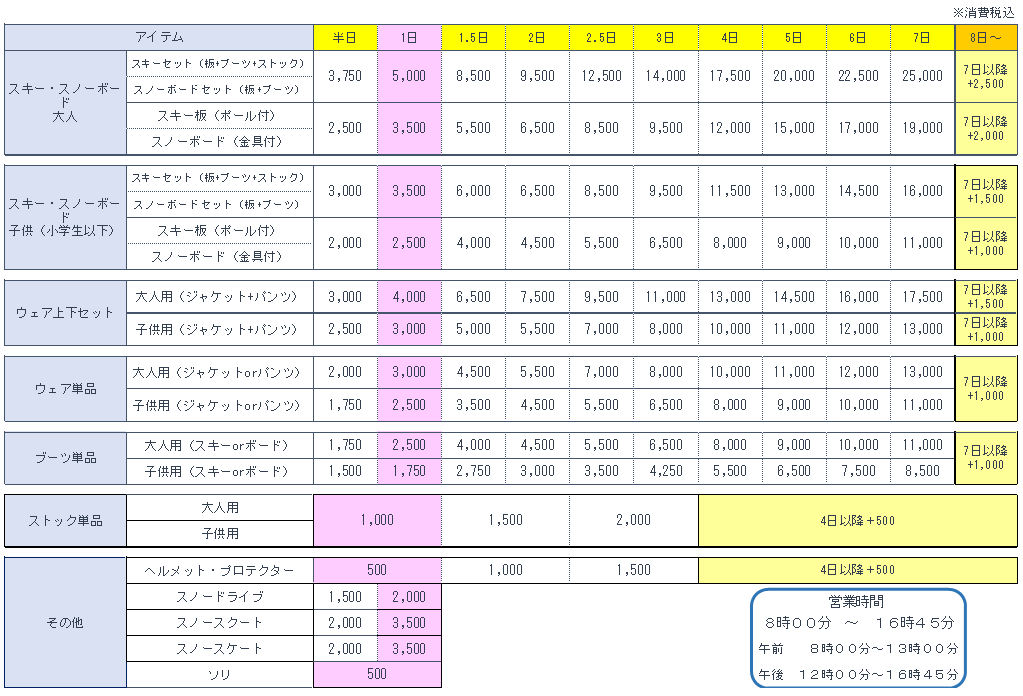 ※消費税込
アイテム 半日 1日 1.5日 2日 2.5日 3日 4日 5日 6日 7日 8日～
スキー・スノーボード
大人
スキーセット（板+ブーツ+ストック）
スノーボードセット（板+ブーツ）
3,750 5,000 8,500 9,500 12,500 14,000 17,500 20,000 22,500 25,000 7日以降
+2,500
スキー板（ポール付）
スノーボード（金具付）
2,500 3,500 5,500 6,500 8,500 9,500 12,000 15,000 17,000 19,000 7日以降
+2,000
スキー・スノーボード
子供（小学生以下）
スキーセット（板+ブーツ+ストック）
スノーボードセット（板+ブーツ）
3,000 3,500 6,000 6,500 8,500 9,500 11,500 13,000 14,500 16,000 7日以降
+1,500
スキー板（ポール付）
スノーボード（金具付）
2,000 2,500 4,000 4,500 5,500 6,500 8,000 9,000 10,000 11,000 7日以降
+1,000
ウェア上下セット
大人用（ジャケット+パンツ） 3,000 4,000 6,500 7,500 9,500 11,000 13,000 14,500 16,000 17,500 7日以降
+1,500
子供用（ジャケット+パンツ） 2,500 3,000 5,000 5,500 7,000 8,000 10,000 11,000 12,000 13,000 7日以降
+1,000
ウェア単品
大人用（ジャケットorパンツ） 2,000 3,000 4,500 5,500 7,000 8,000 10,000 11,000 12,000 13,000
子供用（ジャケットorパンツ） 1,750 2,500 3,500 4,500 5,500 6,500 8,000 9,000 10,000 11,000
7日以降
+1,000
ブーツ単品
大人用（スキーorボード） 1,750 2,500 4,000 4,500 5,500 6,500 8,000 9,000 10,000 11,000
子供用（スキーorボード） 1,500 1,750 2,750 3,000 3,500 4,250 5,500 6,500 7,500 8,500
7日以降
+1,000
ストック単品
大人用
子供用
1,000 1,500 2,000 4日以降＋500
その他
ヘルメット・プロテクター 500 1,000 1,500 4日以降＋500
スノードライブ 1,500 2,000
スノースクート 2,000 3,500
スノースケート 2,000 3,500
ソリ 500
営業時間
８時００分　～　１６時４５分
午前　８時００分～１３時００分
午後　１２時００分～１６時４５分